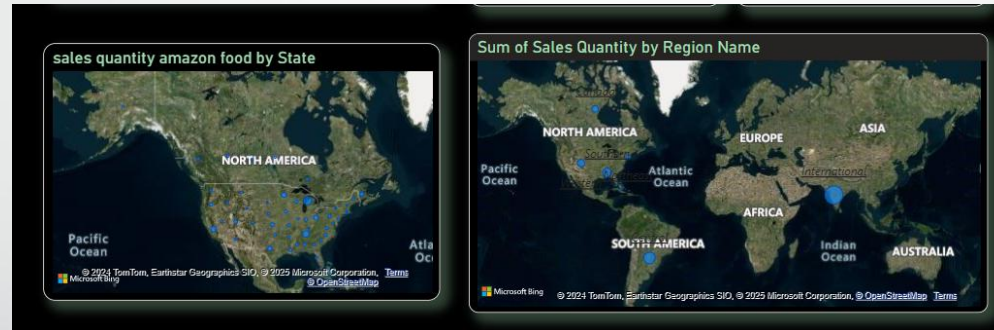 sales quantity amazon food by State
NORTH AMERICA
Pacific
Ocean
Atla
Oc
© 2024 TomTom, Earthstar Geographics SIO, © 2025 Microsoft Corporation, Terms
Microsoft Bing
© OpenStreetMap
Sum of Sales Quantity by Region Name
Canada
NORTH AMERICA
EUROPE
ASIA
Pacific
Ocean
Southern
Atlantic
Ocean
International
AFRICA
SOUTH AMERICA
Indian
Ocean
AUSTRALIA
Microsoft Bing
© 2024 TomTom, Earthstar Geographics SIO, © 2025 Microsoft Corporation, © OpenStreetMap Terms